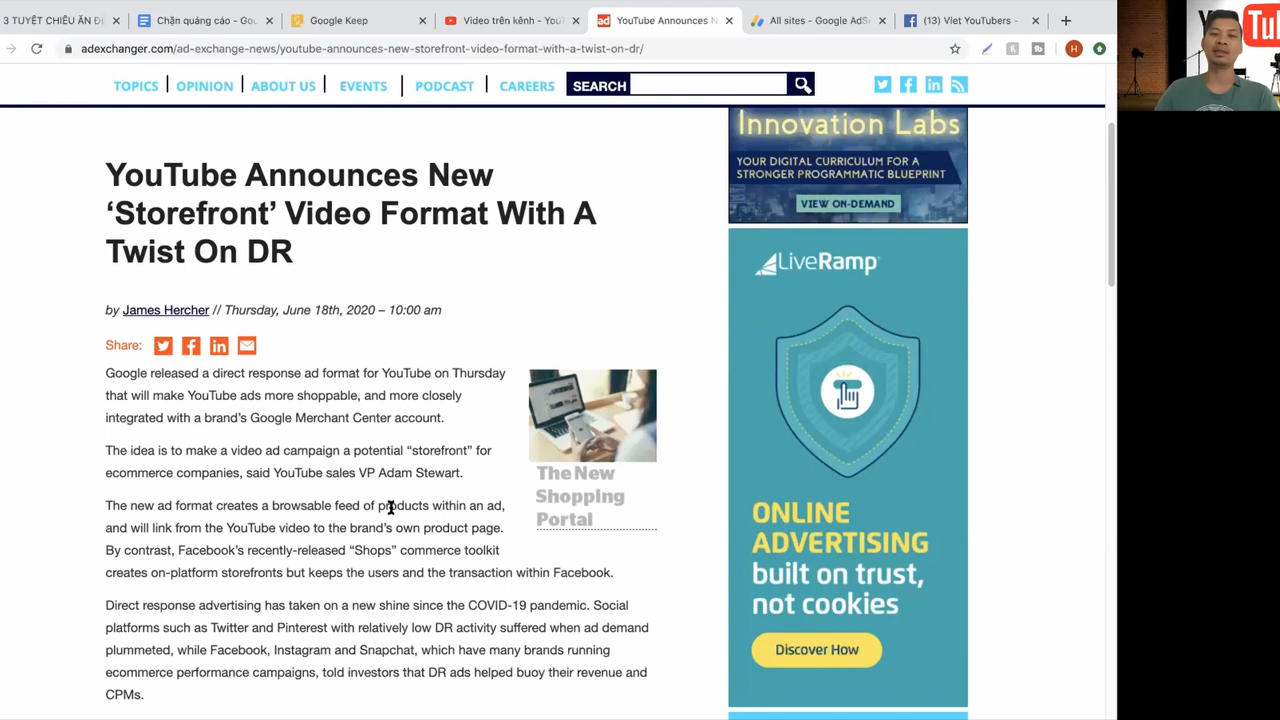 3 TUYỆT CHIÊU ĂN ĐÊ
Chặn quảng cáo - Goo
Google Keep
Video trên kênh - YouT
YouTube Announces N
All sites - Google AdSe
(13) Viet YouTubers -
adexchanger.com/ad-exchange-news/youtube-announces-new-storefront-video-format-with-a-twist-on-dr/
H
TOPICS OPINION ABOUT US EVENTS PODCAST CAREERS SEARCH
YouTube Announces New
‘Storefront’ Video Format With A
Twist On DR
by James Hercher // Thursday, June 18th, 2020 – 10:00 am
Share:
Google released a direct response ad format for YouTube on Thursday
that will make YouTube ads more shoppable, and more closely
integrated with a brand’s Google Merchant Center account.
The idea is to make a video ad campaign a potential “storefront” for
ecommerce companies, said YouTube sales VP Adam Stewart.
The new ad format creates a browsable feed of products within an ad,
and will link from the YouTube video to the brand’s own product page.
By contrast, Facebook’s recently-released “Shops” commerce toolkit
creates on-platform storefronts but keeps the users and the transaction within Facebook.
Direct response advertising has taken on a new shine since the COVID-19 pandemic. Social
platforms such as Twitter and Pinterest with relatively low DR activity suffered when ad demand
plummeted, while Facebook, Instagram and Snapchat, which have many brands running
ecommerce performance campaigns, told investors that DR ads helped buoy their revenue and
CPMs.
The New
Shopping
Portal
Innovation Labs
YOUR DIGITAL CURRICULUM FOR A
STRONGER PROGRAMMATIC BLUEPRINT
VIEW ON-DEMAND
LiveRamp
ONLINE
ADVERTISING
built on trust,
not cookies
Discover How